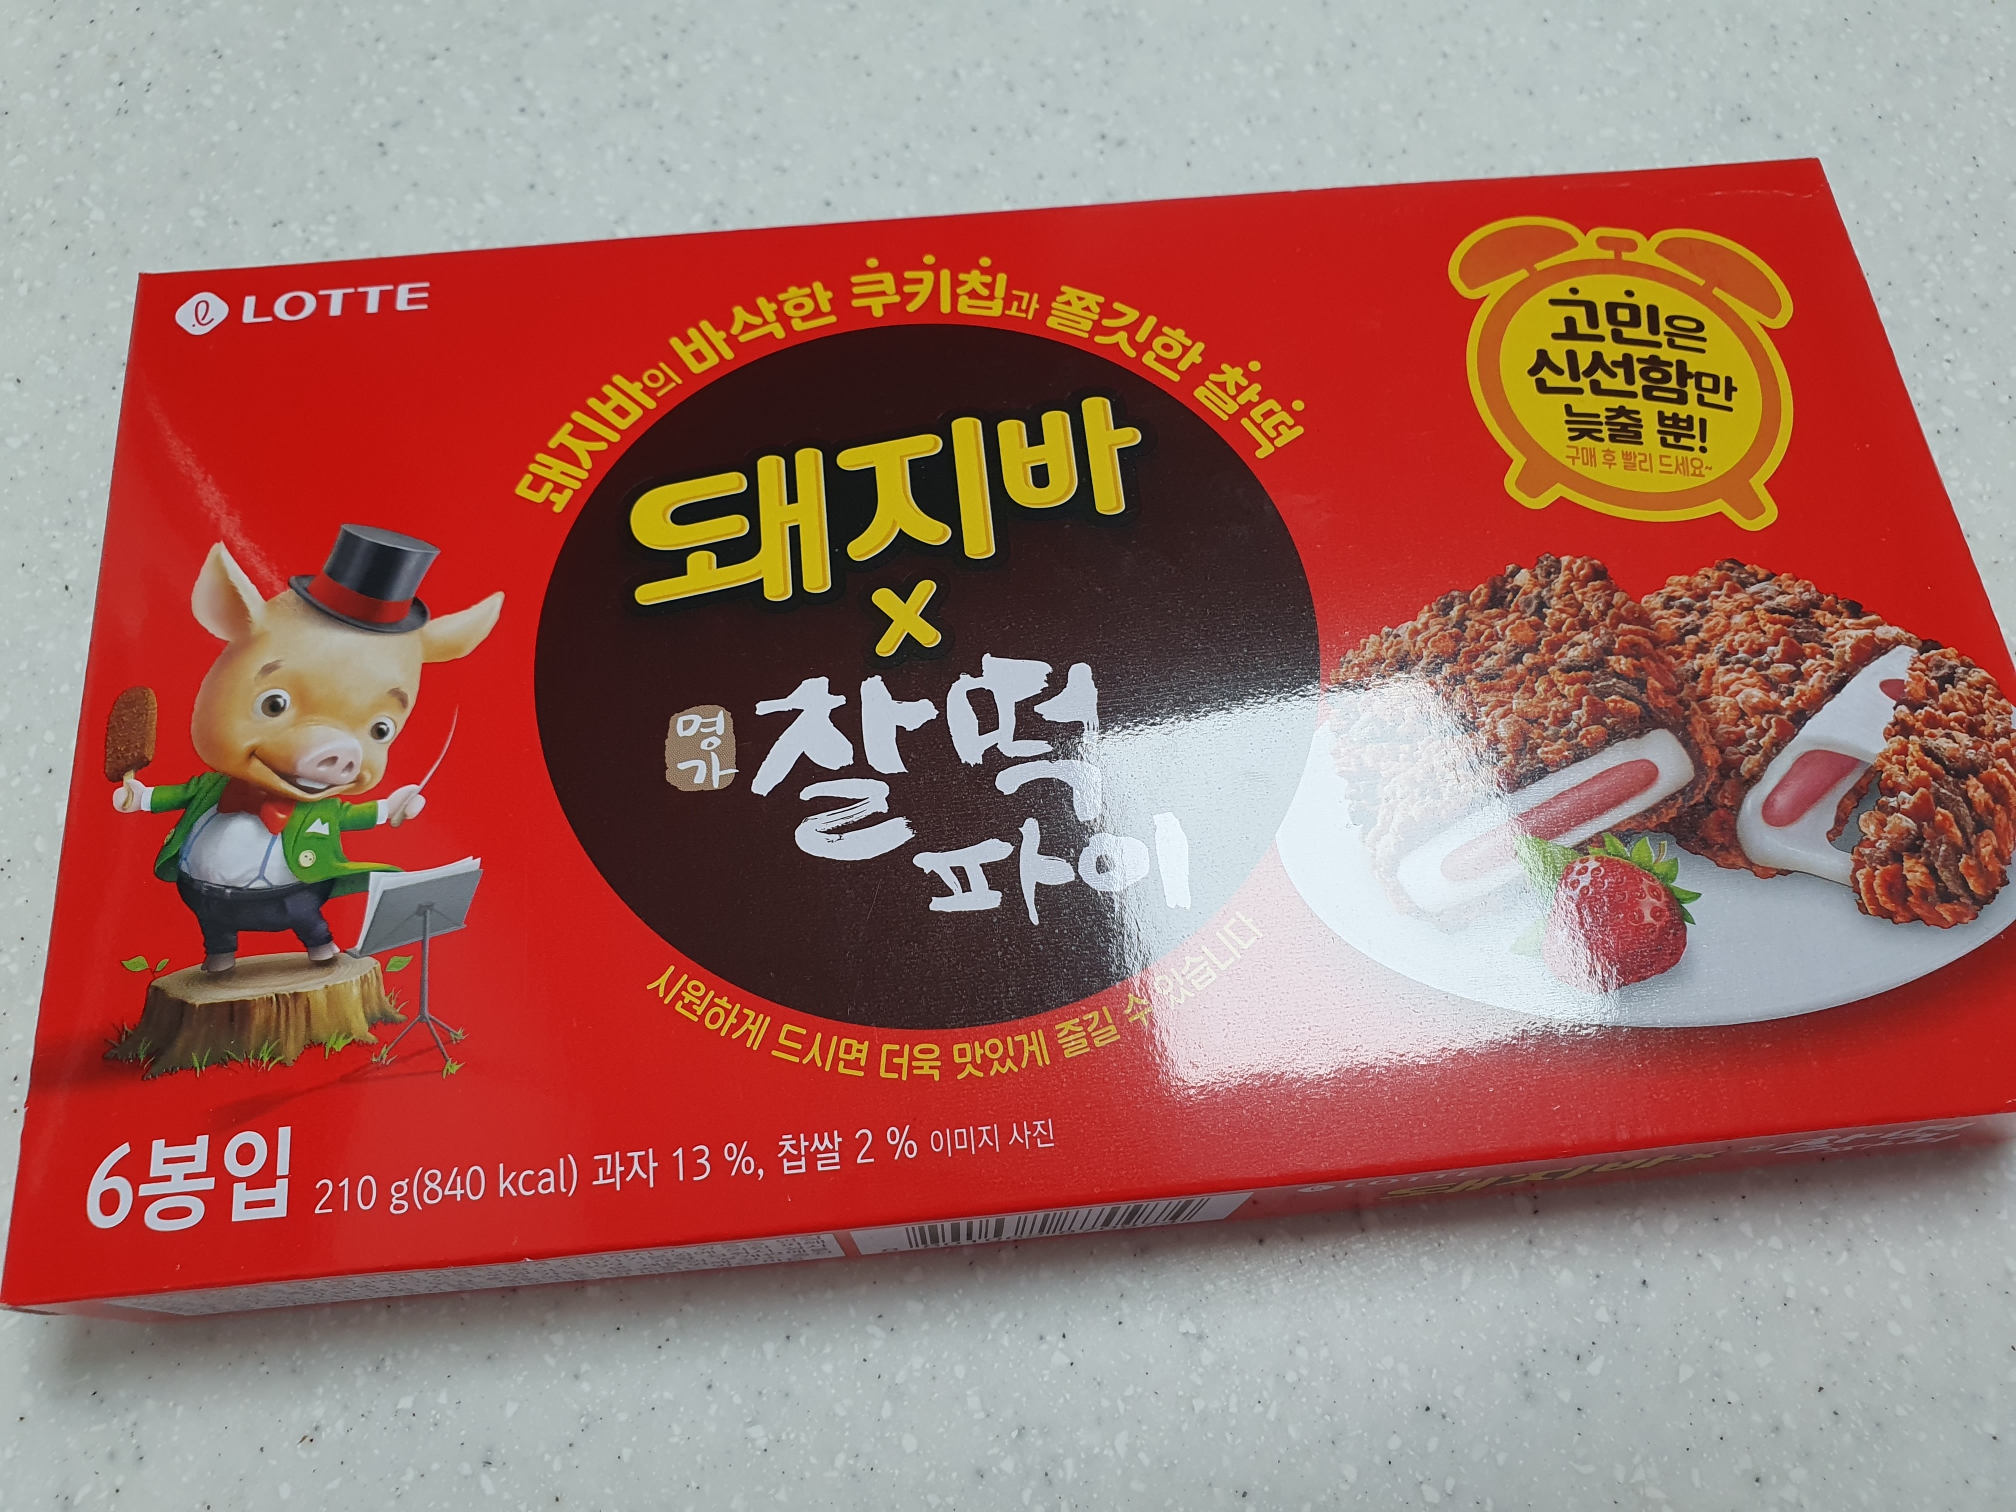 LOTTE
돼지바의 바삭한 쿠키칩과 쫄깃한 찰떡
돼지바
x
명가
찰떡
파이
시원하게 드시면 더욱 맛있게 즐길 수 있습니다
고민은
신선함만
늦출 뿐!
구매 후 빨리 드세요~
6봉입 210 g(840 kcal) 과자 13 %, 찹쌀 2 % 이미지 사진